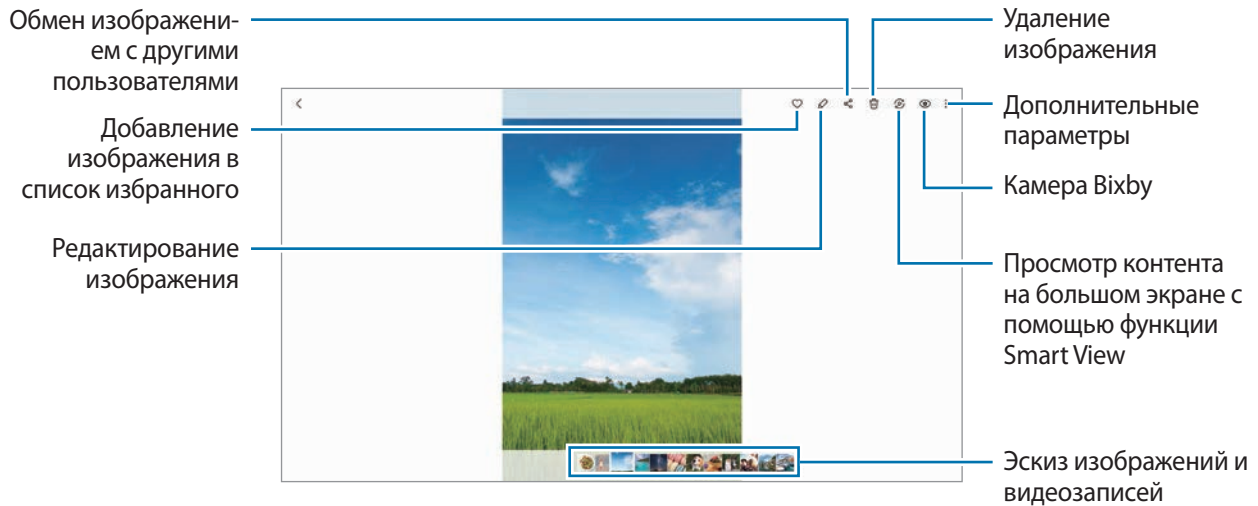 Обмен изображени-
ем с другими
пользователями
Добавление
изображения в
список избранного
Редактирование
изображения
Удаление
изображения
Дополнительные
параметры
Камера Bixby
Просмотр контента
на большом экране с
помощью функции
Smart View
Эскиз изображений и
видеозаписей